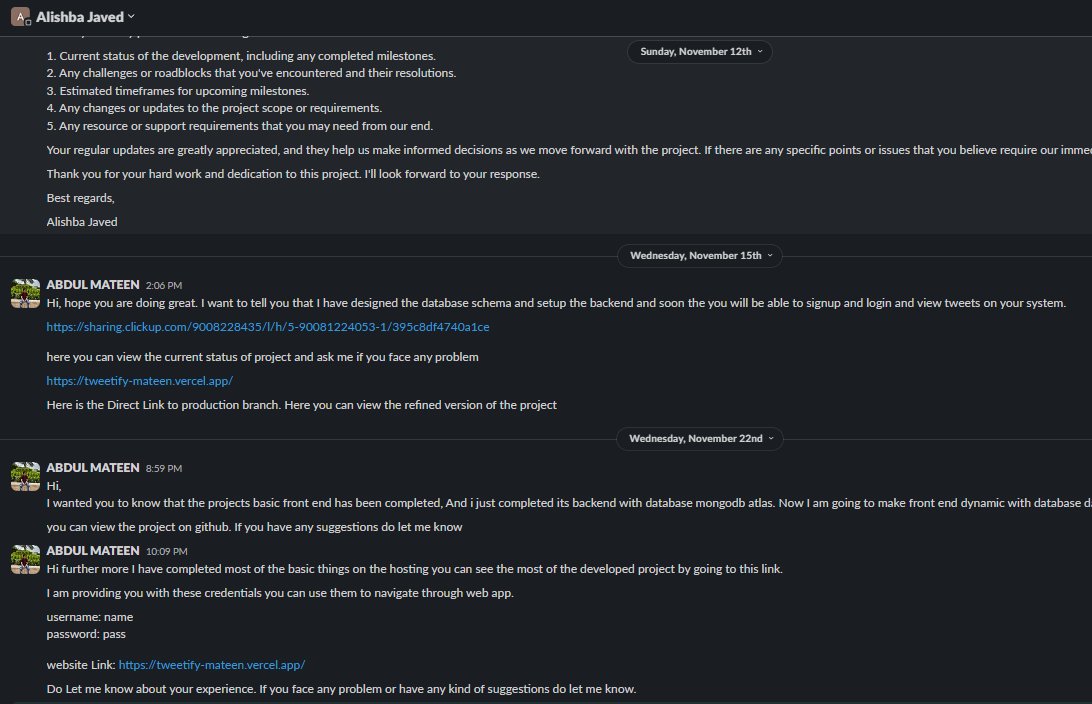 Alishba Javed
Sunday, November 12th
1. Current status of the development, including any completed milestones.
2. Any challenges or roadblocks that you've encountered and their resolutions.
3. Estimated timeframes for upcoming milestones.
4. Any changes or updates to the project scope or requirements.
5. Any resource or support requirements that you may need from our end.
Your regular updates are greatly appreciated, and they help us make informed decisions as we move forward with the project. If there are any specific points or issues that you believe require our
Thank you for your hard work and dedication to this project. I'll look forward to your response.
Best regards,
Alishba Javed
Wednesday, November 15th
ABDUL MATEEN 2:06 PM
Hi, hope you are doing great. I want to tell you that I have designed the database schema and setup the backend and soon the you will be able to signup and login and view tweets on your system.
https://sharing.clickup.com/9008228435/l/h/5-90081224053-1/395c8df4740a1ce
here you can view the current status of project and ask me if you face any problem
https://tweetify-mateen.vercel.app/
Here is the Direct Link to production branch. Here you can view the refined version of the project
Wednesday, November 22nd
ABDUL MATEEN 8:59 PM
Hi,
I wanted you to know that the projects basic front end has been completed, And i just completed its backend with database mongodb atlas. Now I am going to make front end dynamic with database
you can view the project on github. If you have any suggestions do let me know
ABDUL MATEEN 10:09 PM
Hi further more I have completed most of the basic things on the hosting you can see the most of the developed project by going to this link.
I am providing you with these credentials you can use them to navigate through web app.
username: name
password: pass
website Link: https://tweetify-mateen.vercel.app/
Do Let me know about your experience. If you face any problem or have any kind of suggestions do let me know.